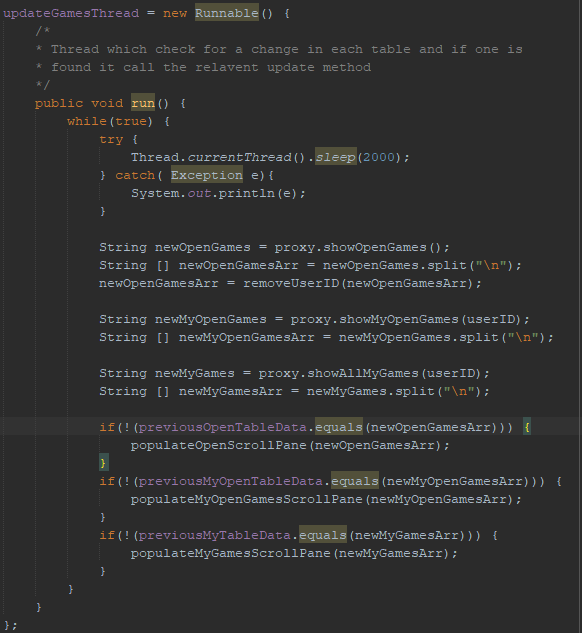 updateGamesThread = new Runnable() {
/*
* Thread which check for a change in each table and if one is
* found it call the relavent update method
*/
public void run() {
while(true) {
try {
Thread.currentThread().sleep(2000);
} catch( Exception e){
System.out.println(e);
}
String newOpenGames = proxy.showOpenGames();
String [] newOpenGamesArr = newOpenGames.split("\n");
newOpenGamesArr = removeUserID(newOpenGamesArr);
String newMyOpenGames = proxy.showMyOpenGames(userID);
String [] newMyOpenGamesArr = newMyOpenGames.split("\n");
String newMyGames = proxy.showAllMyGames(userID);
String [] newMyGamesArr = newMyGames.split("\n");
if(!(previousOpenTableData.equals(newOpenGamesArr))) {
populateOpenScrollPane(newOpenGamesArr);
}
if(!(previousMyOpenTableData.equals(newMyOpenGamesArr))) {
populateMyOpenGamesScrollPane(newMyOpenGamesArr);
}
if(!(previousMyTableData.equals(newMyGamesArr))) {
populateMyGamesScrollPane(newMyGamesArr);
}
}
}
};